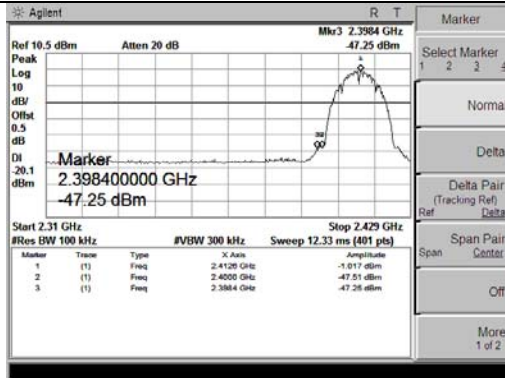 Agilent R T
Mkr3 2.3984 GHz
Ref 10.5 dBm Atten 20 dB -47.25 dBm
Peak
Log
10
dB/
Offst
0.5
dB
DI
-20.1
dBm
1
Marker
2.398400000 GHz
-47.25 dBm
Start 2.31 GHz Stop 2.429 GHz
#Res BW 100 kHz #VBW 300 kHz Sweep 12.33 ms (401 pts)
Marker Trace Type X Axis Amplitude
1 (1) Freq 2.4126 GHz -1.017 dBm
2 (1) Freq 2.4000 GHz -47.51 dBm
3 (1) Freq 2.3984 GHz -47.25 dBm
Marker
Select Marker
1 2 3 4
Normal
Delta
Delta Pair
(Tracking Ref)
Ref Delta
Span Pair
Span Center
Off
More
1 of 2